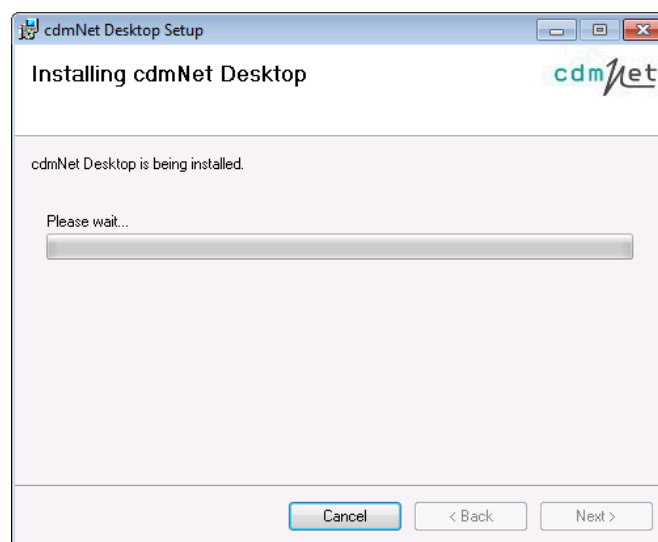 cdmNet Desktop Setup
Installing cdmNet Desktop
cdmNet
cdmNet Desktop is being installed.
Please wait...
Cancel
< Back
Next >